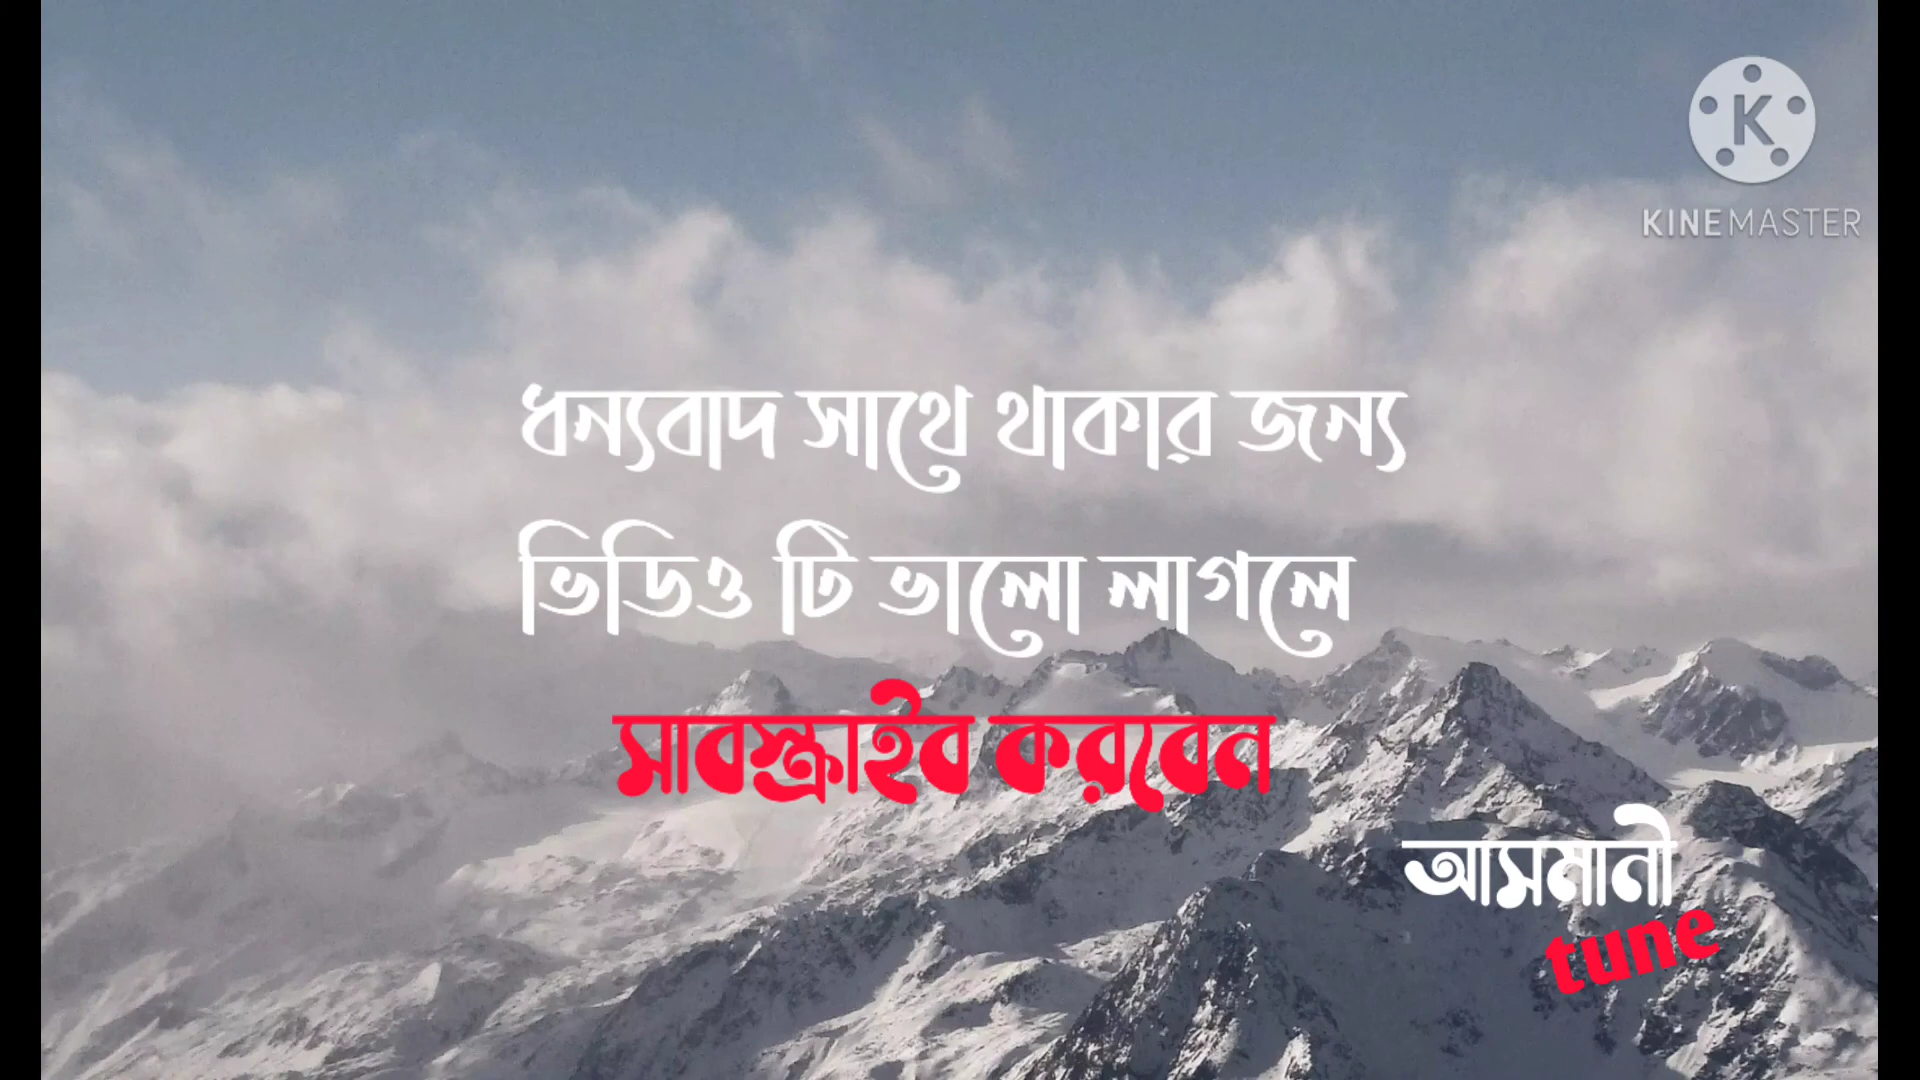 K
KINEMASTER
ধন্যবাদ সাথে থাকার জন্য
ভিডিও টি ভালো লাগলে
সাবস্ক্রাইব করবেন
আসমানী
tune